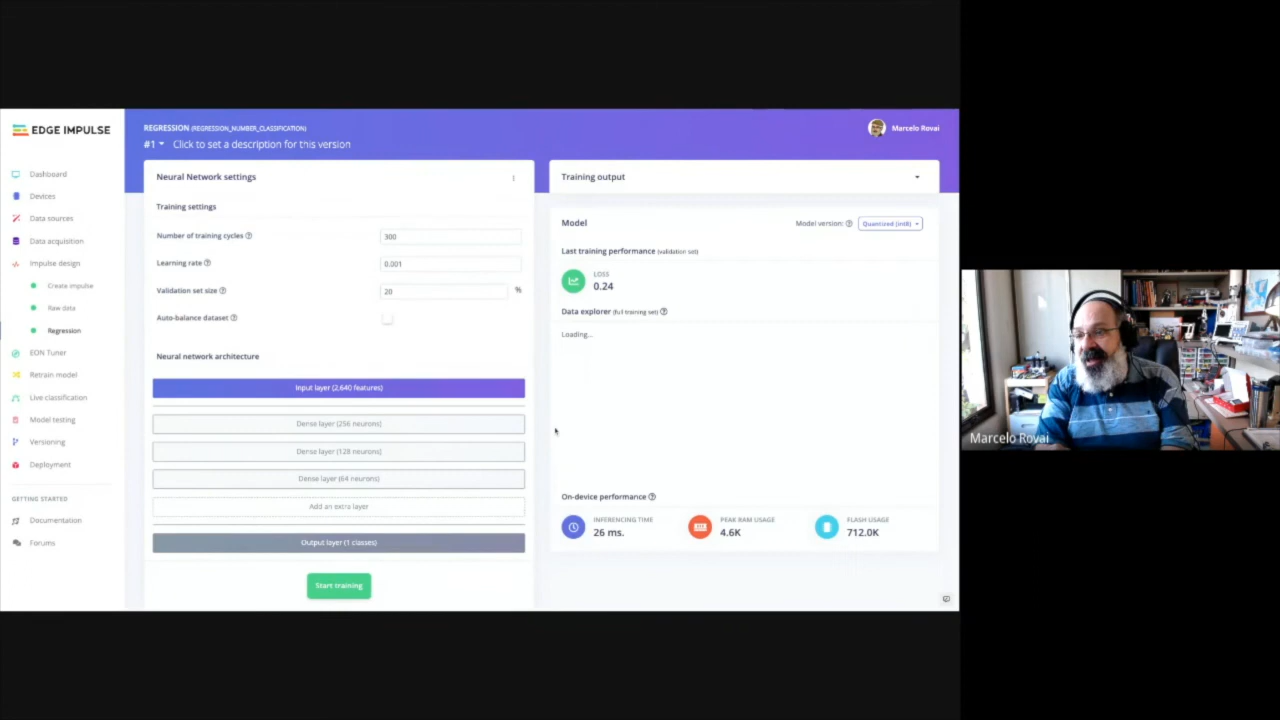 EDGE IMPULSE
Dashboard
Devices
Data sources
Data acquisition
Impulse design
Create impulse
Raw data
Regression
EON Tuner
Retrain model
Live classification
Model testing
Versioning
Deployment
GETTING STARTED
Documentation
Forums
REGRESSION (REGRESSION_NUMBER_CLASSIFICATION)
#1 Click to set a description for this version
Marcelo Rovai
Neural Network settings
Training settings
Number of training cycles ? 300
Learning rate ? 0.001
Validation set size ? 20 %
Auto-balance dataset ?
Neural network architecture
Input layer (2,640 features)
Dense layer (256 neurons)
Dense layer (128 neurons)
Dense layer (64 neurons)
Add an extra layer
Output layer (1 classes)
Start training
Training output
Model
Model version: ? Quantized (int8)
Last training performance (validation set)
LOSS
0.24
Data explorer (full training set) ?
Loading...
On-device performance ?
INFERENCING TIME
26 ms.
PEAK RAM USAGE
4.6K
FLASH USAGE
712.0K
Marcelo Rovai